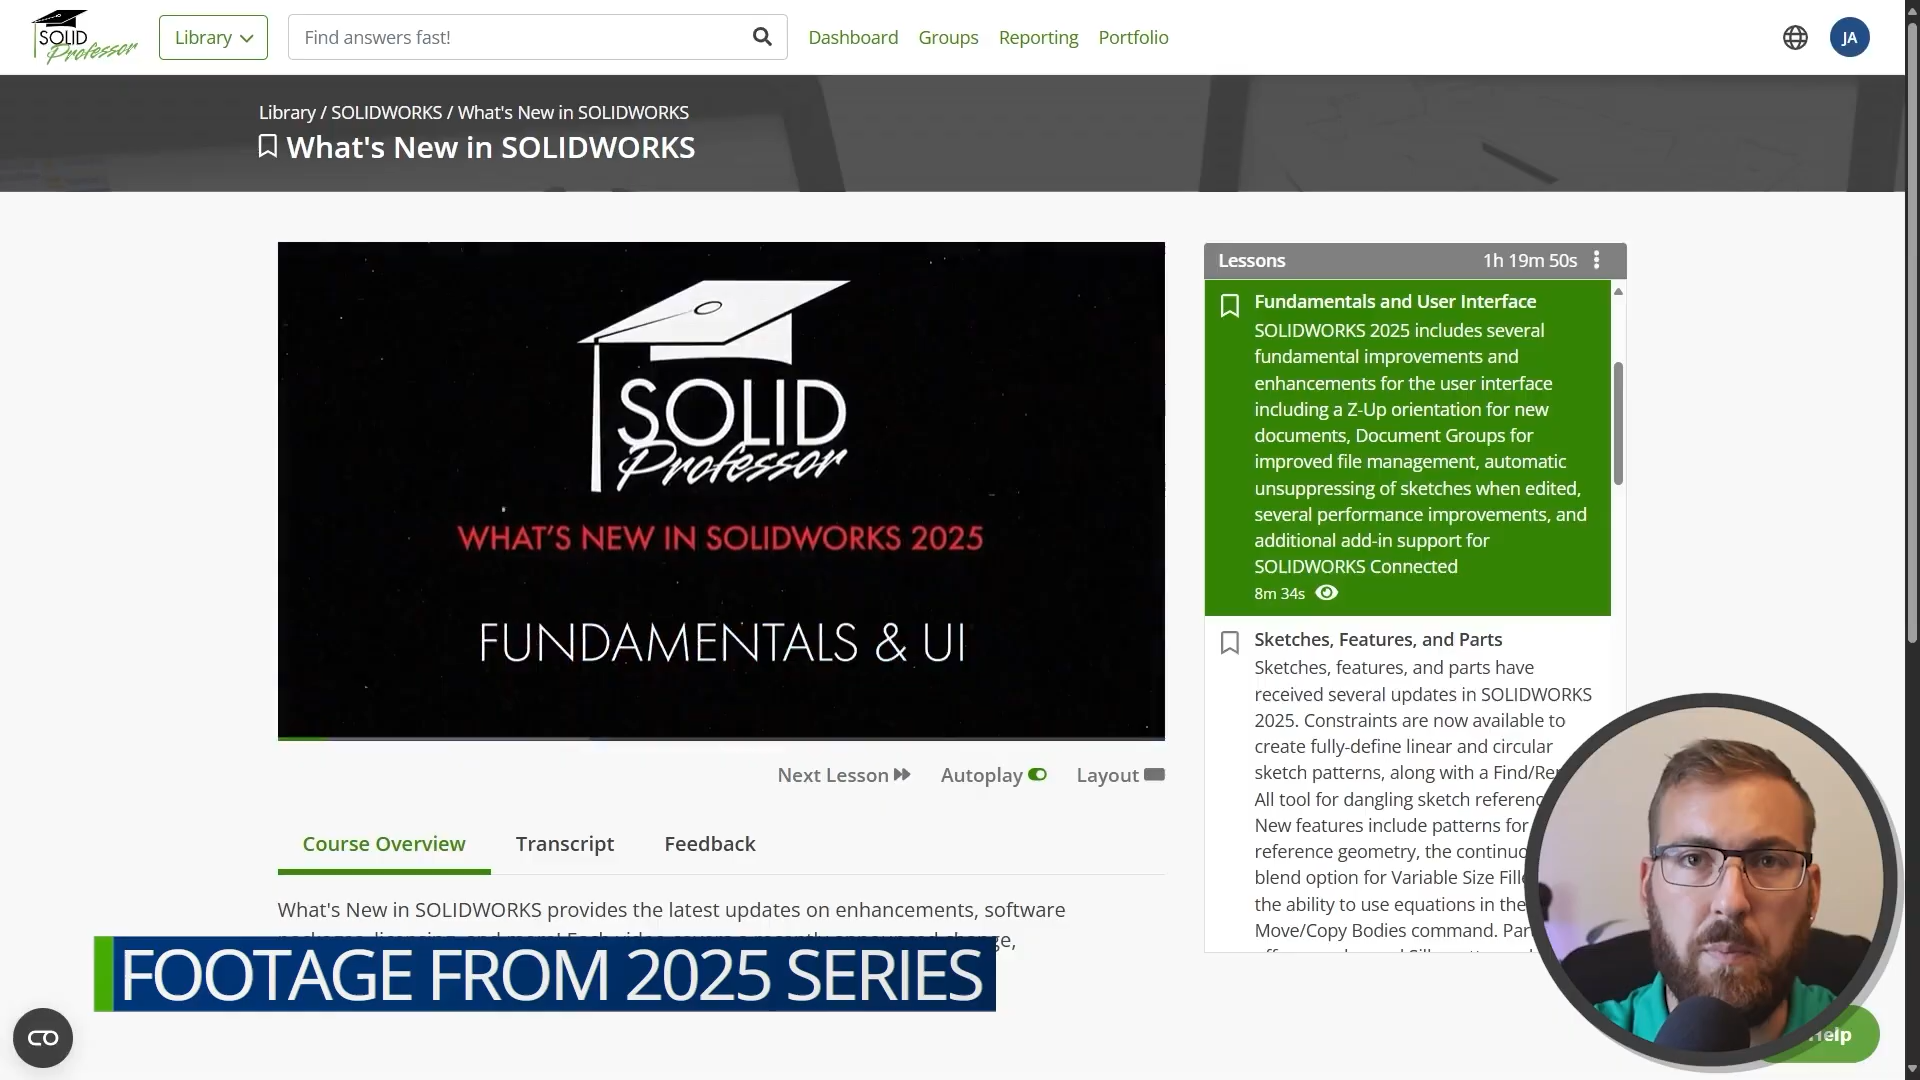 SOLID
Professor
Library
Find answers fast!
Dashboard
Groups
Reporting
Portfolio
JA
Library / SOLIDWORKS / What's New in SOLIDWORKS
What's New in SOLIDWORKS
SOLID
Professor
WHAT'S NEW IN SOLIDWORKS 2025
FUNDAMENTALS & UI
Next Lesson
Autoplay
Layout
Course Overview
Transcript
Feedback
What's New in SOLIDWORKS provides the latest updates on enhancements, software
FOOTAGE FROM 2025 SERIES
Lessons
1h 19m 50s
Fundamentals and User Interface
SOLIDWORKS 2025 includes several
fundamental improvements and
enhancements for the user interface
including a Z-Up orientation for new
documents, Document Groups for
improved file management, automatic
unsuppressing of sketches when edited,
several performance improvements, and
additional add-in support for
SOLIDWORKS Connected
8m 34s
Sketches, Features, and Parts
Sketches, features, and parts have
received several updates in SOLIDWORKS
2025. Constraints are now available to
create fully-define linear and circular
sketch patterns, along with a Find/Re
All tool for dangling sketch referenc
New features include patterns for
reference geometry, the continuo
blend option for Variable Size Fille
the ability to use equations in the
Move/Copy Bodies command. Par
elp